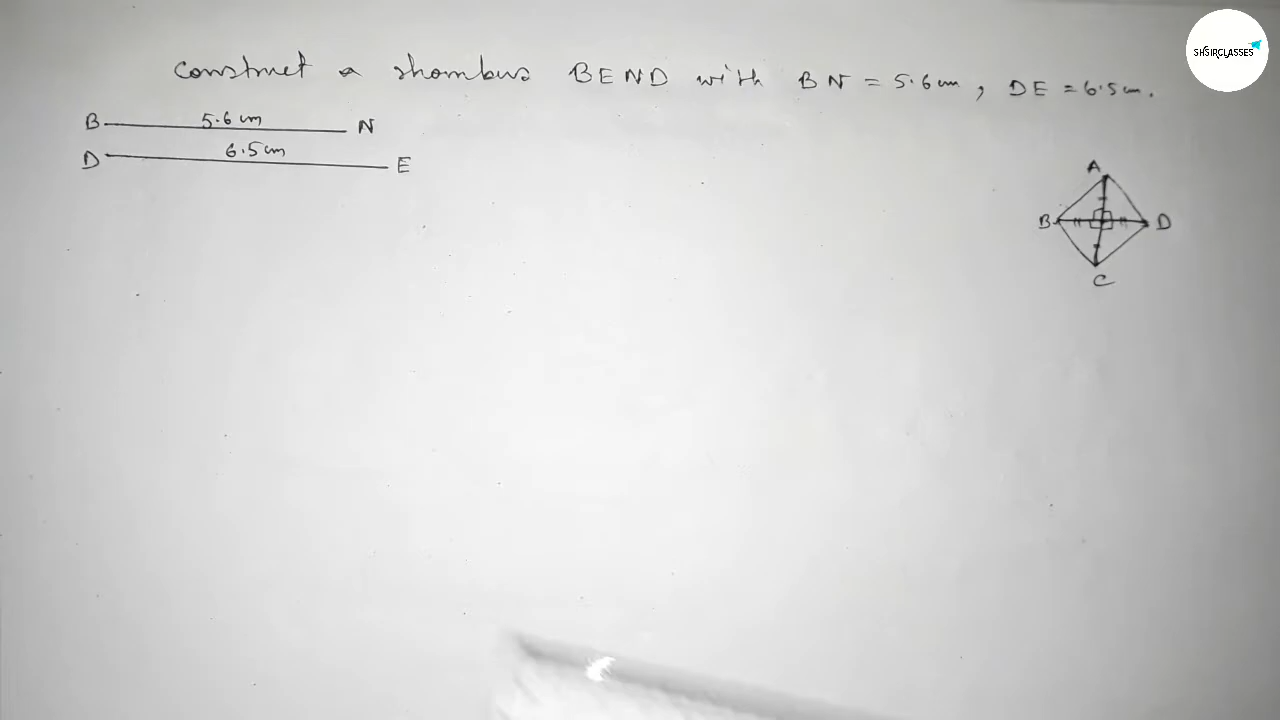 construct a rhombus BEND with BN = 5.6 cm, DE = 6.5 cm.
B 5.6 cm N
D 6.5 cm E
A
B D
C
SHSIRCLASSES